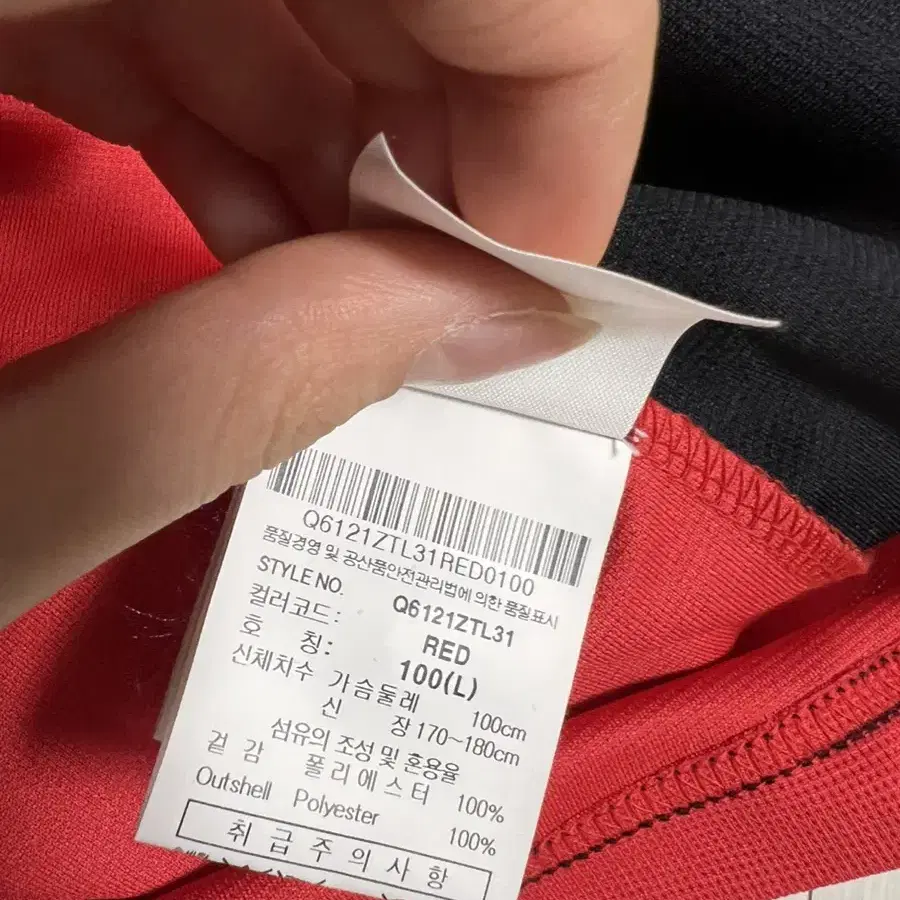 Q6121ZTL31RED0100
품질경영 및 공산품안전관리법에 의한 품질표시
STYLE NO. Q6121ZTL31
컬러코드: RED
호 칭: 100(L)
신체치수 가슴둘레 100cm
신 장 170~180cm
섬유의 조성 및 혼용율
겉 감 폴리에스터 100%
Outshell Polyester 100%
취급주의사항